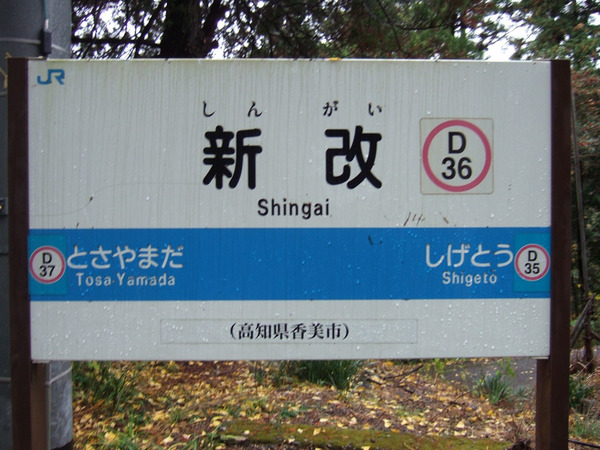 JR
しんがい
新改
D
36
Shingai
D
37
とさやまだ
Tosa-Yamada
しげとう
Shigetō
D
35
(高知県香美市)